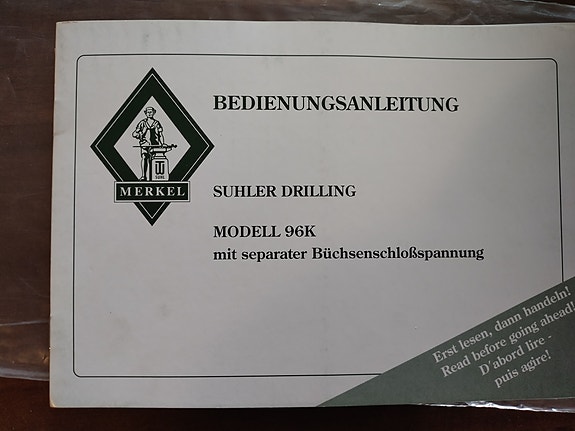 BEDIENUNGSANLEITUNG
MERKEL
SUHL
SUHLER DRILLING
MODELL 96K
mit separater Büchsenschloßspannung
Erst lesen, dann handeln!
Read before going ahead!
D'abord lire -
puis agire!